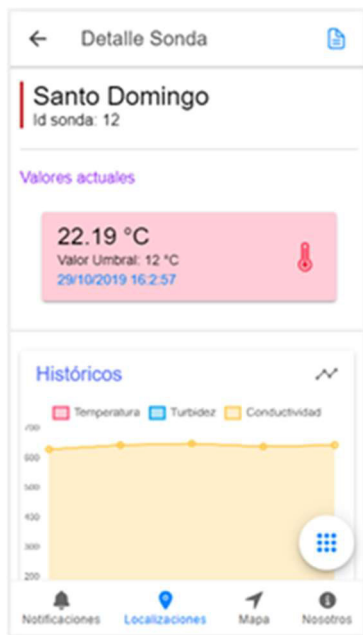 Detalle Sonda
Santo Domingo
Id sonda: 12
Valores actuales
22.19 °C
Valor Umbral: 12 °C
29/10/2019 16:2:57
Históricos
Temperatura Turbidez Conductividad
700
600
500
400
300
200
Notificaciones Localizaciones Mapa Nosotros